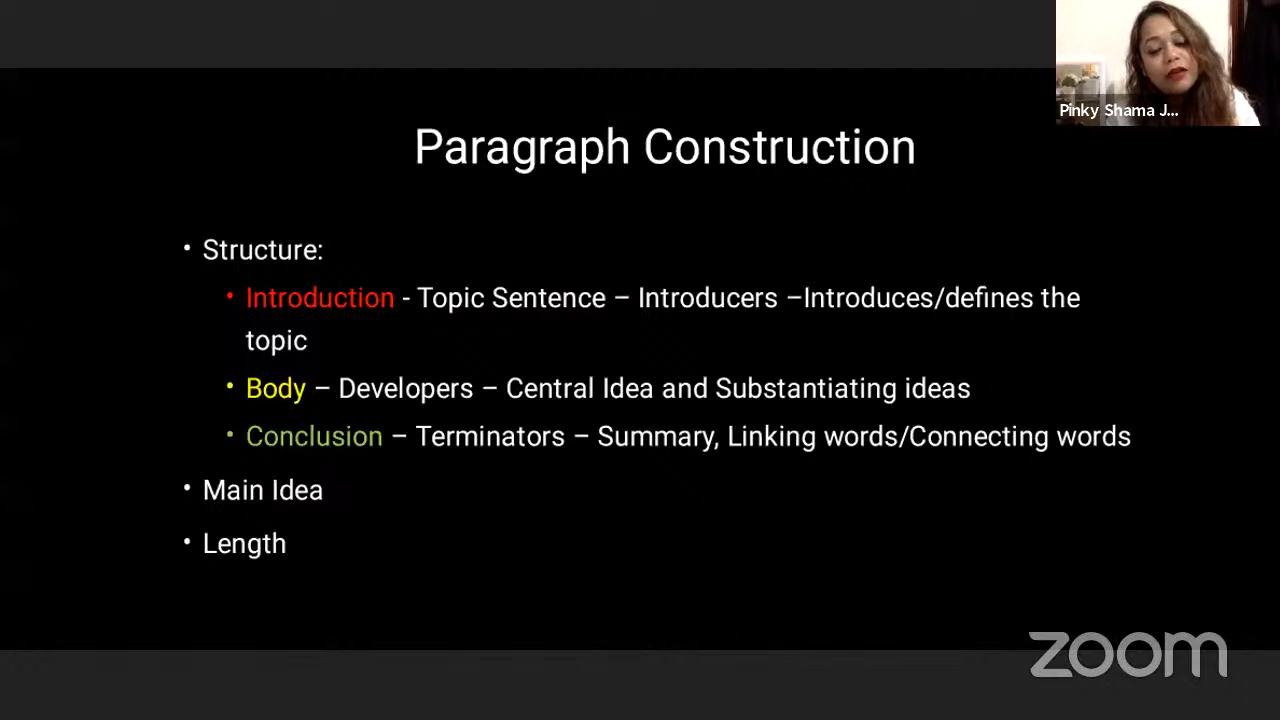 Pinky Shama J...
Paragraph Construction
• Structure:
• Introduction - Topic Sentence – Introducers –Introduces/defines the
topic
• Body – Developers – Central Idea and Substantiating ideas
• Conclusion – Terminators – Summary, Linking words/Connecting words
• Main Idea
• Length
zoom